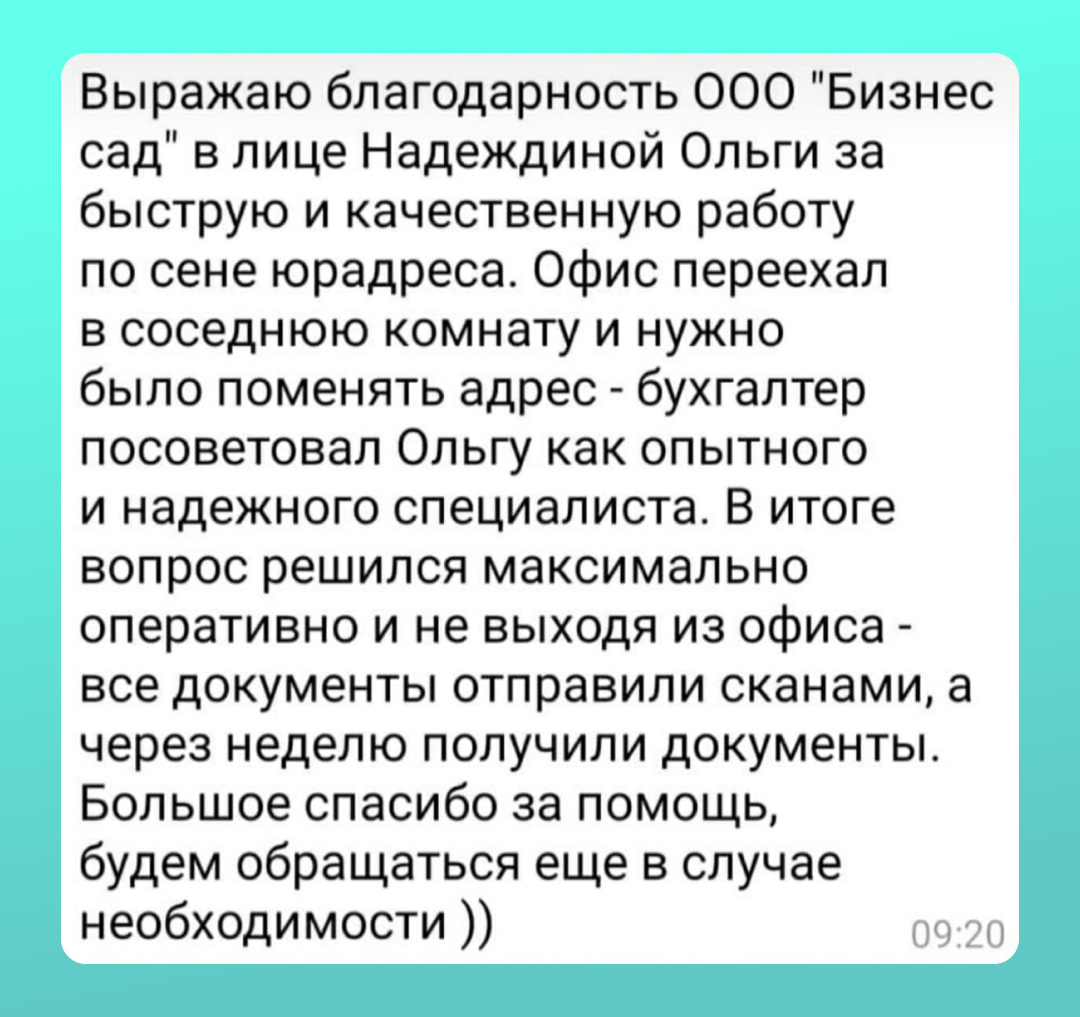 Выражаю благодарность ООО "Бизнес
сад" в лице Надеждиной Ольги за
быструю и качественную работу
по сене юрадреса. Офис переехал
в соседнюю комнату и нужно
было поменять адрес - бухгалтер
посоветовал Ольгу как опытного
и надежного специалиста. В итоге
вопрос решился максимально
оперативно и не выходя из офиса -
все документы отправили сканами, а
через неделю получили документы.
Большое спасибо за помощь,
будем обращаться еще в случае
необходимости ))
09:20